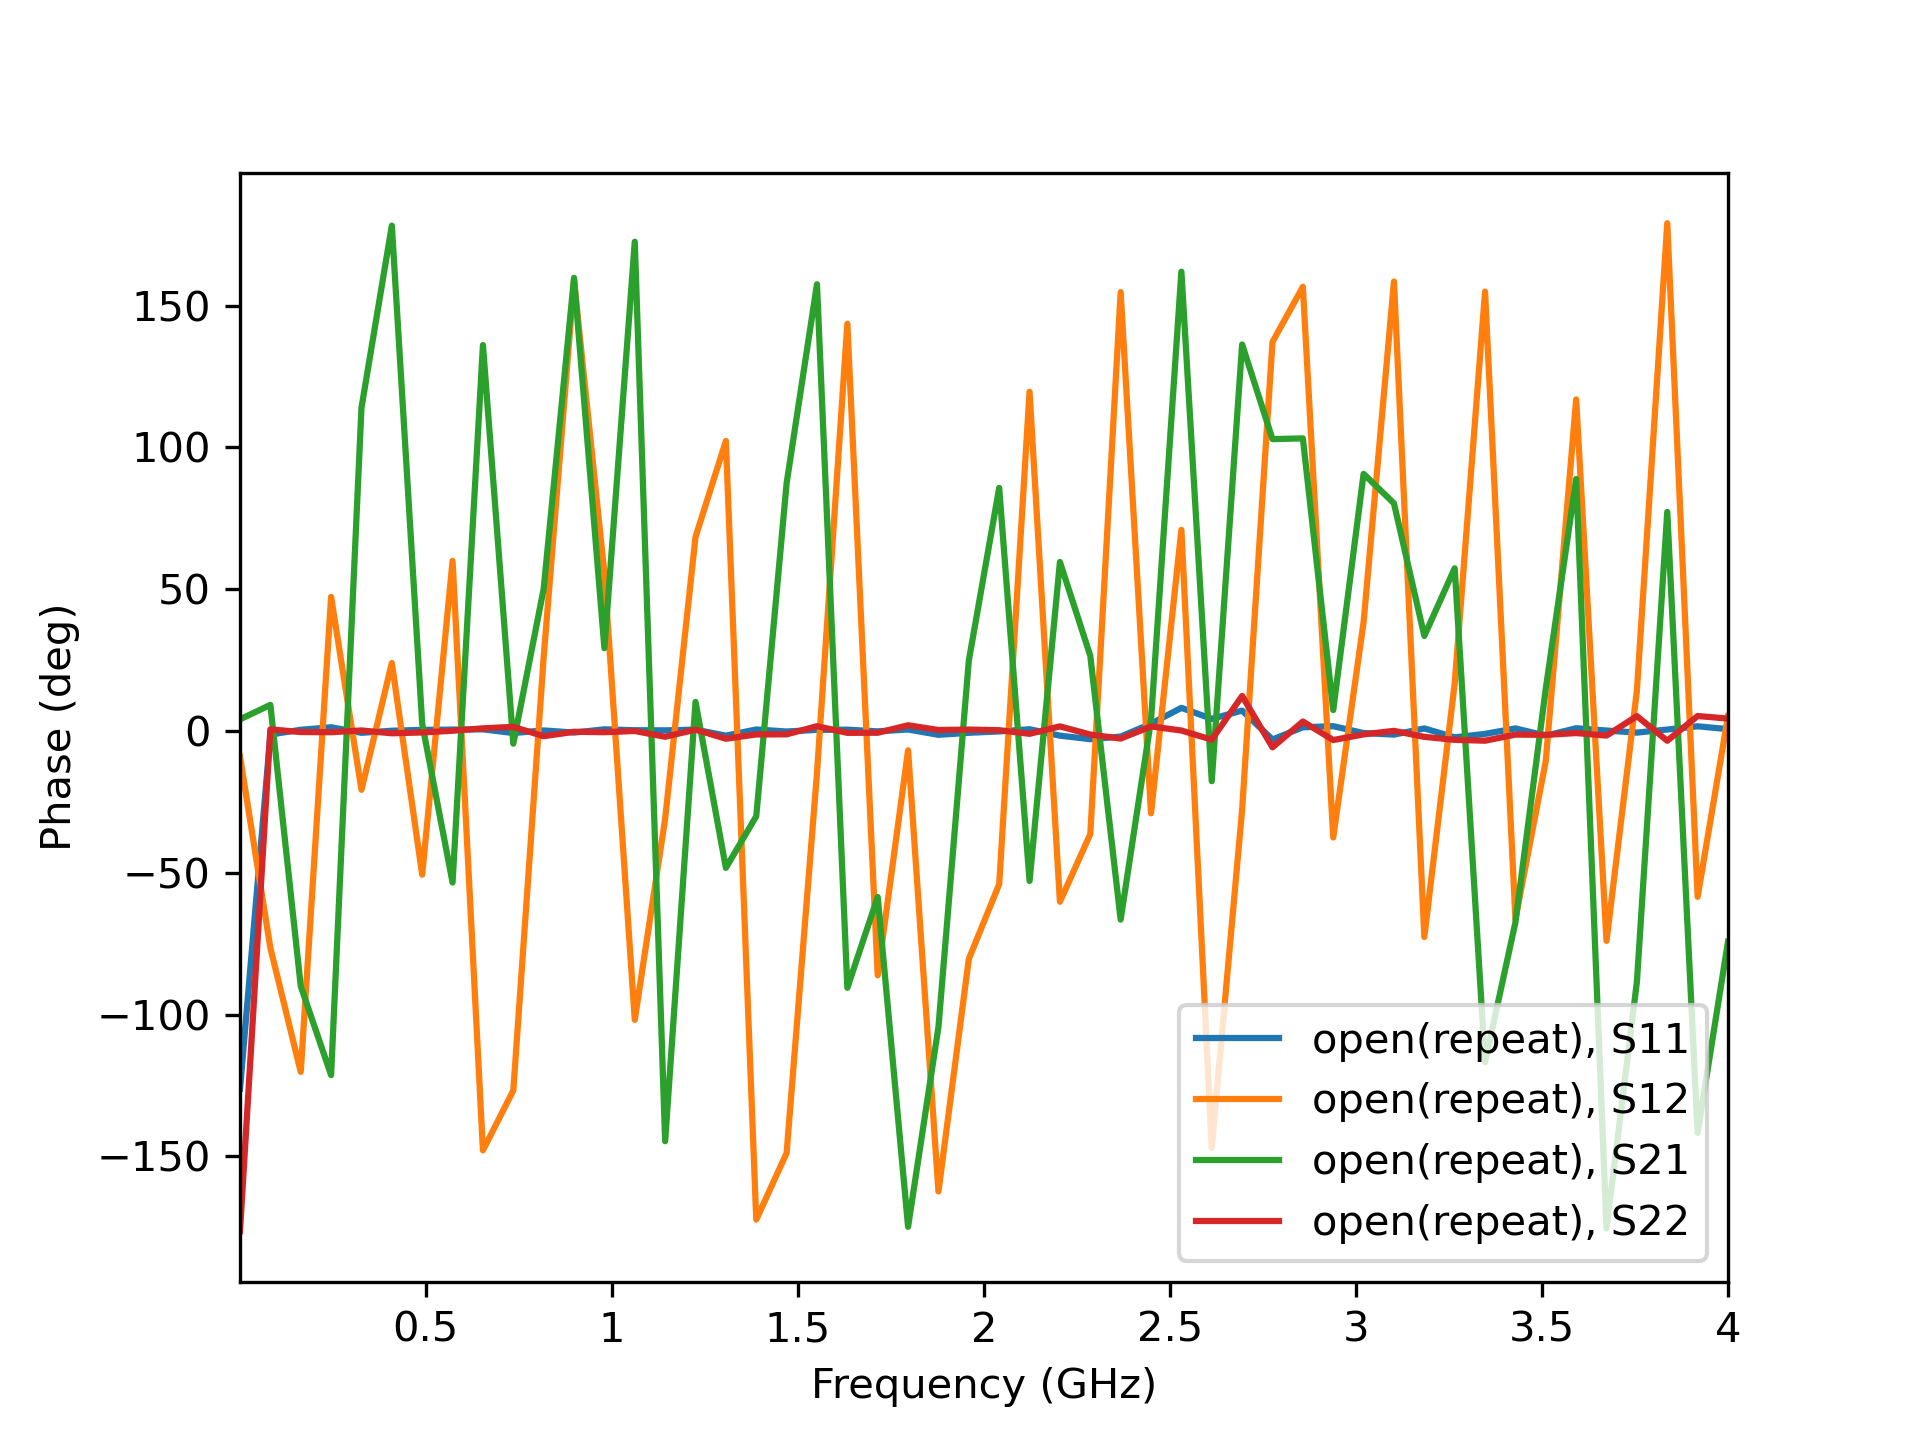 150
100
50
0
−50
−100
−150
Phase (deg)
open(repeat), S11
open(repeat), S12
open(repeat), S21
open(repeat), S22
0.5 1 1.5 2 2.5 3 3.5 4
Frequency (GHz)